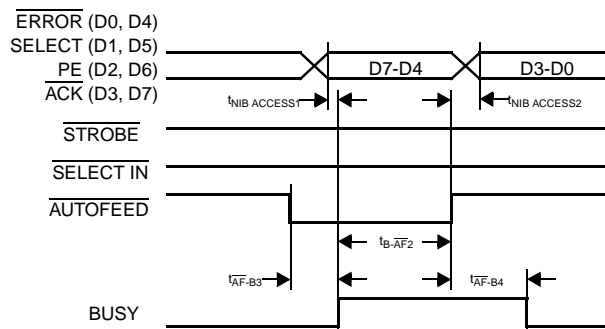 ERROR (D0, D4)
SELECT (D1, D5)
PE (D2, D6)
ACK (D3, D7)
D7-D4
D3-D0
tNIB ACCESS1
tNIB ACCESS2
STROBE
SELECT IN
AUTOFEED
tB-AF2
tAF-B3
tAF-B4
BUSY